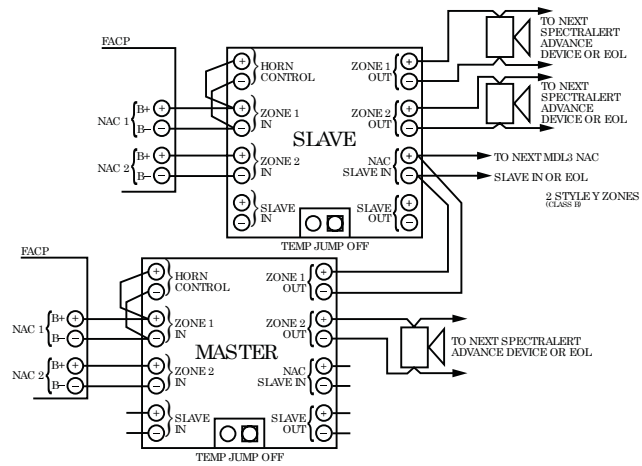 FACP
NAC 1
B+
B−
NAC 2
B+
B−
+ HORN
− CONTROL
+ ZONE 1
− IN
+ ZONE 2
− IN
+ SLAVE
− IN
SLAVE
ZONE 1 +
OUT −
ZONE 2 +
OUT −
NAC +
SLAVE IN −
SLAVE +
OUT −
TEMP JUMP OFF
TO NEXT
SPECTRALERT
ADVANCE
DEVICE OR EOL
TO NEXT
SPECTRALERT
ADVANCE
DEVICE OR EOL
TO NEXT MDL3 NAC
SLAVE IN OR EOL
2 STYLE Y ZONES
(CLASS B)
FACP
NAC 1
B+ +
B− −
NAC 2
B+ +
B− −
+ HORN
− CONTROL
+ ZONE 1
− IN
+ ZONE 2
− IN
+ SLAVE
− IN
MASTER
ZONE 1 +
OUT −
ZONE 2 +
OUT −
NAC +
SLAVE IN −
SLAVE +
OUT −
TEMP JUMP OFF
TO NEXT SPECTRALERT
ADVANCE DEVICE OR EOL